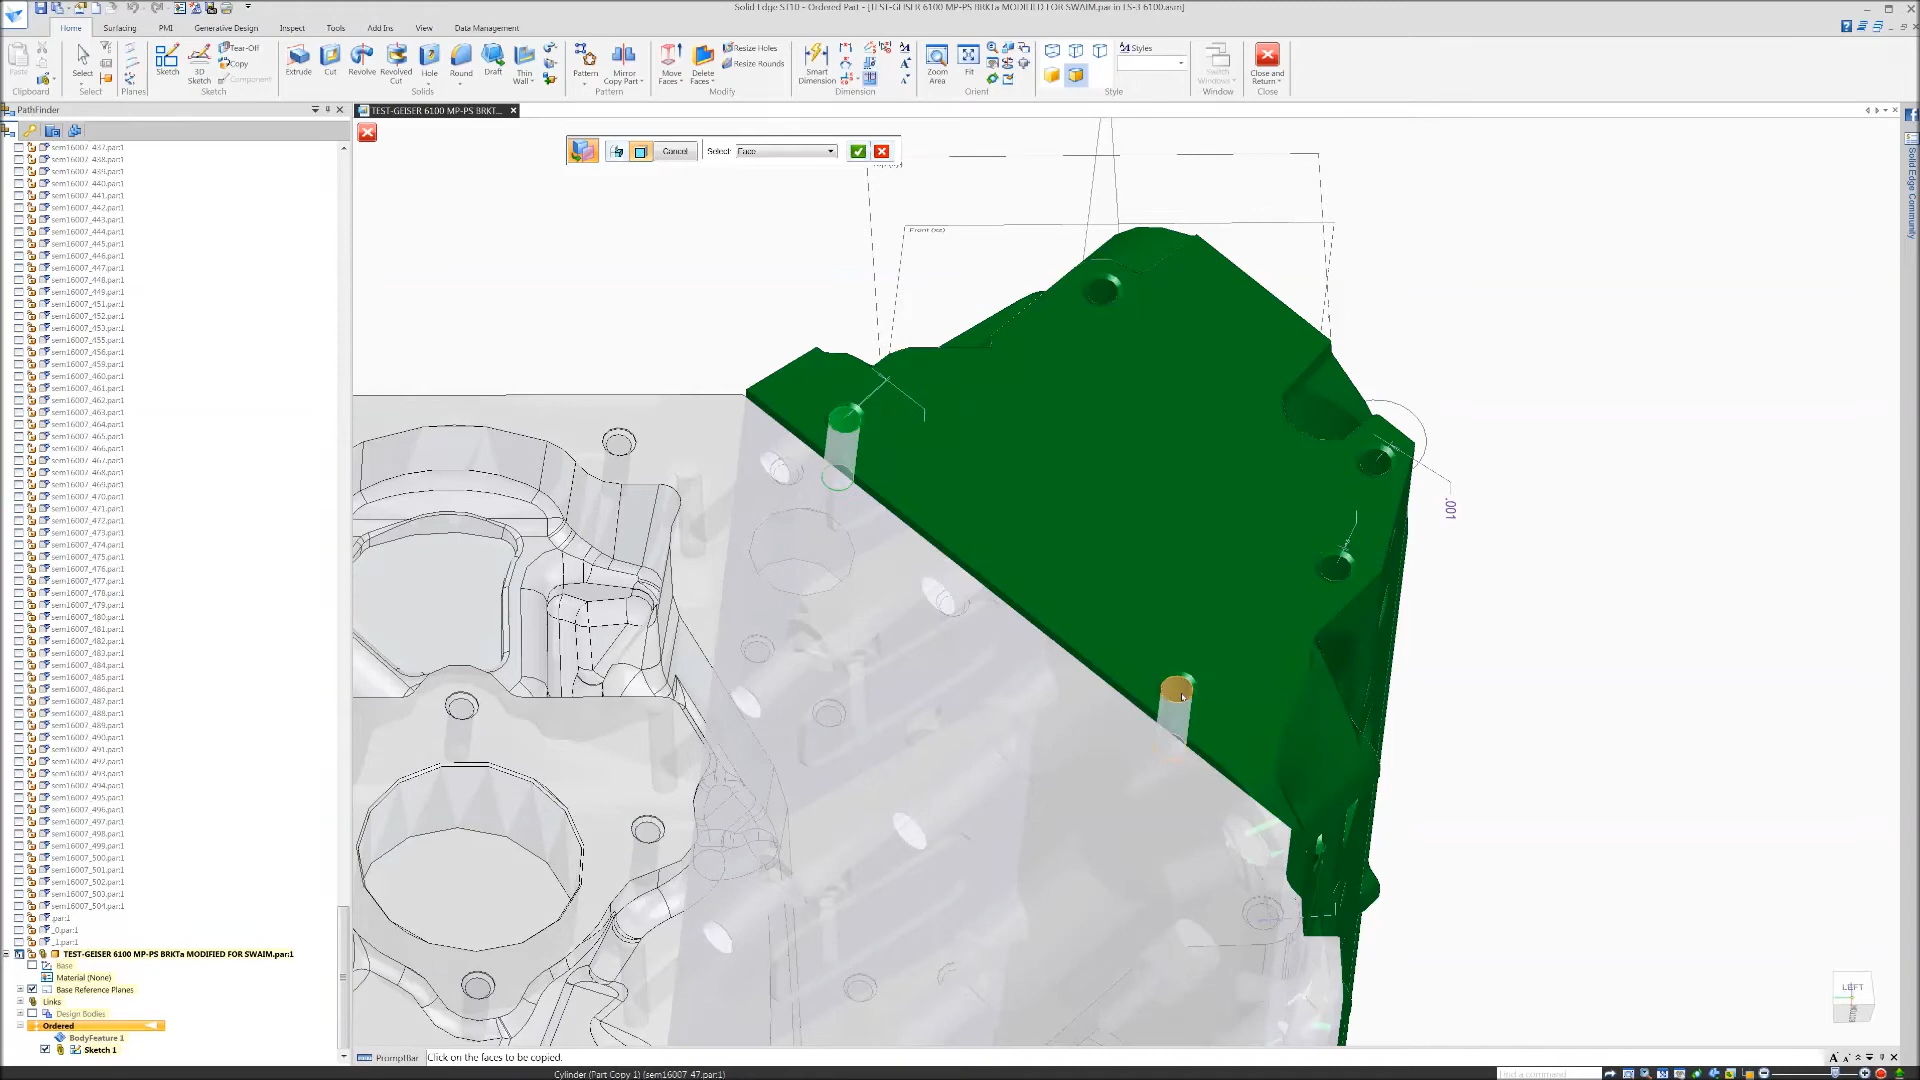 Solid Edge ST10 - Ordered Part - [TEST-GEISER 6100 MP-PS BRKTa MODIFIED FOR SWAIM.par in LS-3 6100.asm]
Home Surfacing PMI Generative Design Inspect Tools Add Ins View Data Management
Paste Select Sketch 3D Sketch Tear-Off Copy Component Extrude Cut Revolve Revolved Cut Hole Round Draft Thin Wall Pattern Mirror Copy Part Move Faces Delete Faces Resize Holes Resize Rounds Smart Dimension Zoom Area Fit Styles Switch Windows Close and Return
Clipboard Select Planes Sketch Solids Pattern Modify Dimension Orient Style Window Close
PathFinder
TEST-GEISER 6100 MP-PS BRKT...
Cancel Select: Face
sem16007_437.par:1
sem16007_438.par:1
sem16007_439.par:1
sem16007_440.par:1
sem16007_441.par:1
sem16007_442.par:1
sem16007_443.par:1
sem16007_444.par:1
sem16007_445.par:1
sem16007_446.par:1
sem16007_447.par:1
sem16007_448.par:1
sem16007_449.par:1
sem16007_451.par:1
sem16007_452.par:1
sem16007_453.par:1
sem16007_455.par:1
sem16007_456.par:1
sem16007_459.par:1
sem16007_460.par:1
sem16007_461.par:1
sem16007_462.par:1
sem16007_463.par:1
sem16007_464.par:1
sem16007_465.par:1
sem16007_466.par:1
sem16007_467.par:1
sem16007_468.par:1
sem16007_469.par:1
sem16007_470.par:1
sem16007_471.par:1
sem16007_472.par:1
sem16007_473.par:1
sem16007_474.par:1
sem16007_475.par:1
sem16007_476.par:1
sem16007_477.par:1
sem16007_478.par:1
sem16007_479.par:1
sem16007_480.par:1
sem16007_481.par:1
sem16007_482.par:1
sem16007_483.par:1
sem16007_484.par:1
sem16007_485.par:1
sem16007_486.par:1
sem16007_487.par:1
sem16007_488.par:1
sem16007_489.par:1
sem16007_490.par:1
sem16007_491.par:1
sem16007_492.par:1
sem16007_493.par:1
sem16007_494.par:1
sem16007_495.par:1
sem16007_496.par:1
sem16007_497.par:1
sem16007_498.par:1
sem16007_499.par:1
sem16007_500.par:1
sem16007_501.par:1
sem16007_502.par:1
sem16007_503.par:1
sem16007_504.par:1
.par:1
_0.par:1
_1.par:1
TEST-GEISER 6100 MP-PS BRKTa MODIFIED FOR SWAIM.par:1
Base
Material (None)
Base Reference Planes
Links
Design Bodies
Ordered
BodyFeature 1
Sketch 1
Front (xz)
.001
LEFT
BOTTOM
Solid Edge Community
PromptBar Click on the faces to be copied.
Cylinder (Part Copy 1) (sem16007_47.par:1)
Find a command